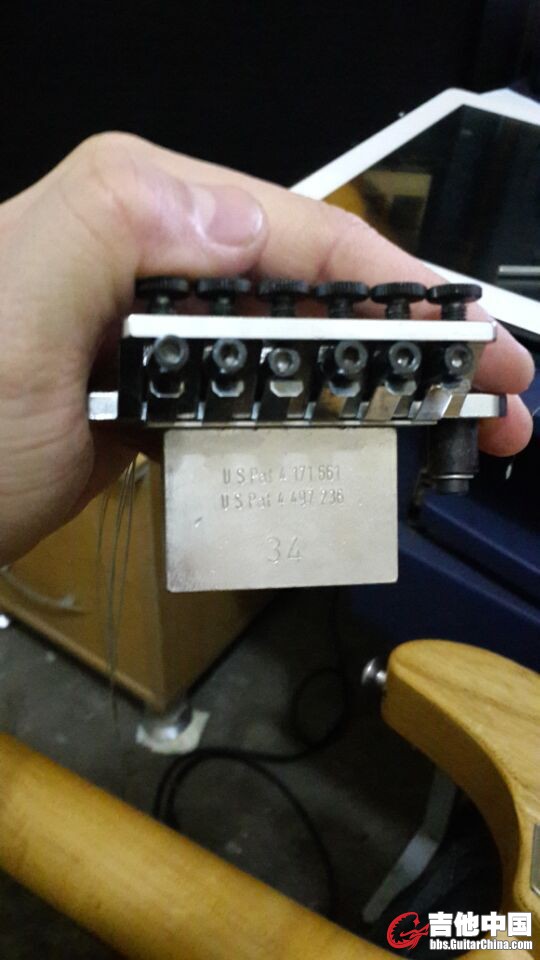 U S Pat 4 171 661
U S Pat 4 497 236
34
吉他中国
bbs.GuitarChina.com